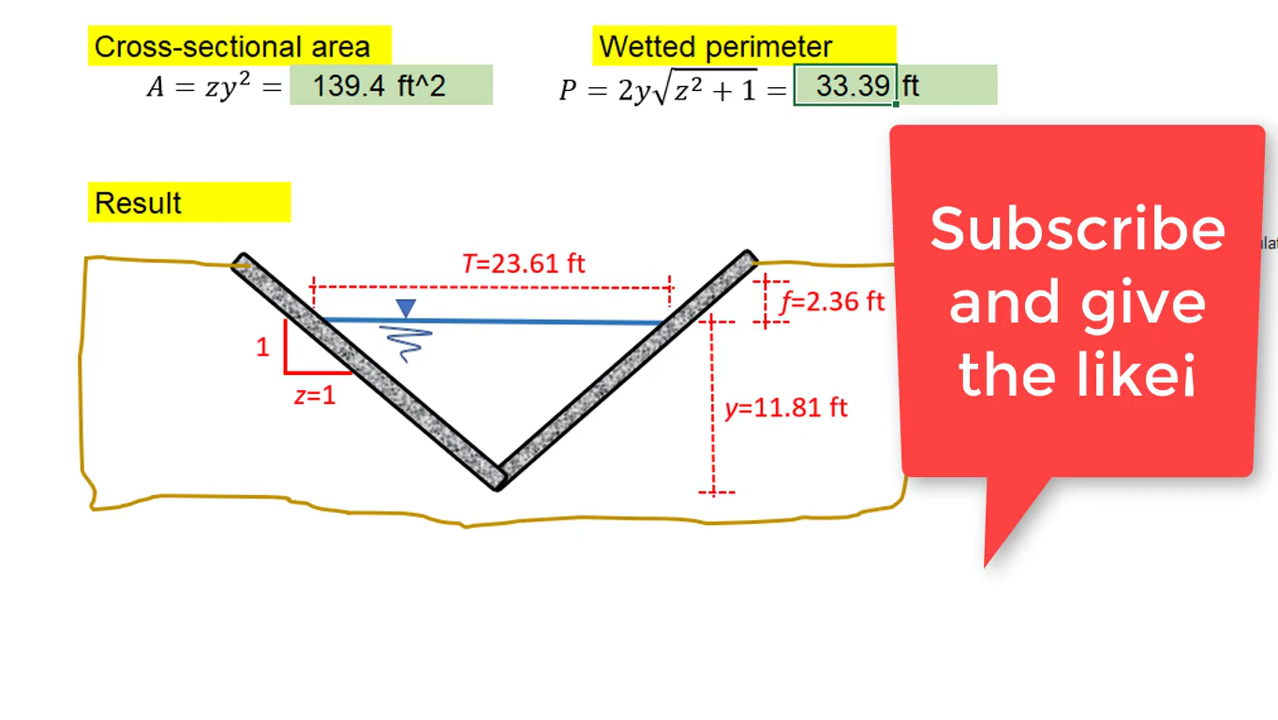 Cross-sectional area
Wetted perimeter
A = zy² = 139.4 ft^2
P = 2y√(z² + 1) = 33.39 ft
Result
T=23.61 ft
f=2.36 ft
1
z=1
y=11.81 ft
Subscribe
and give
the like¡